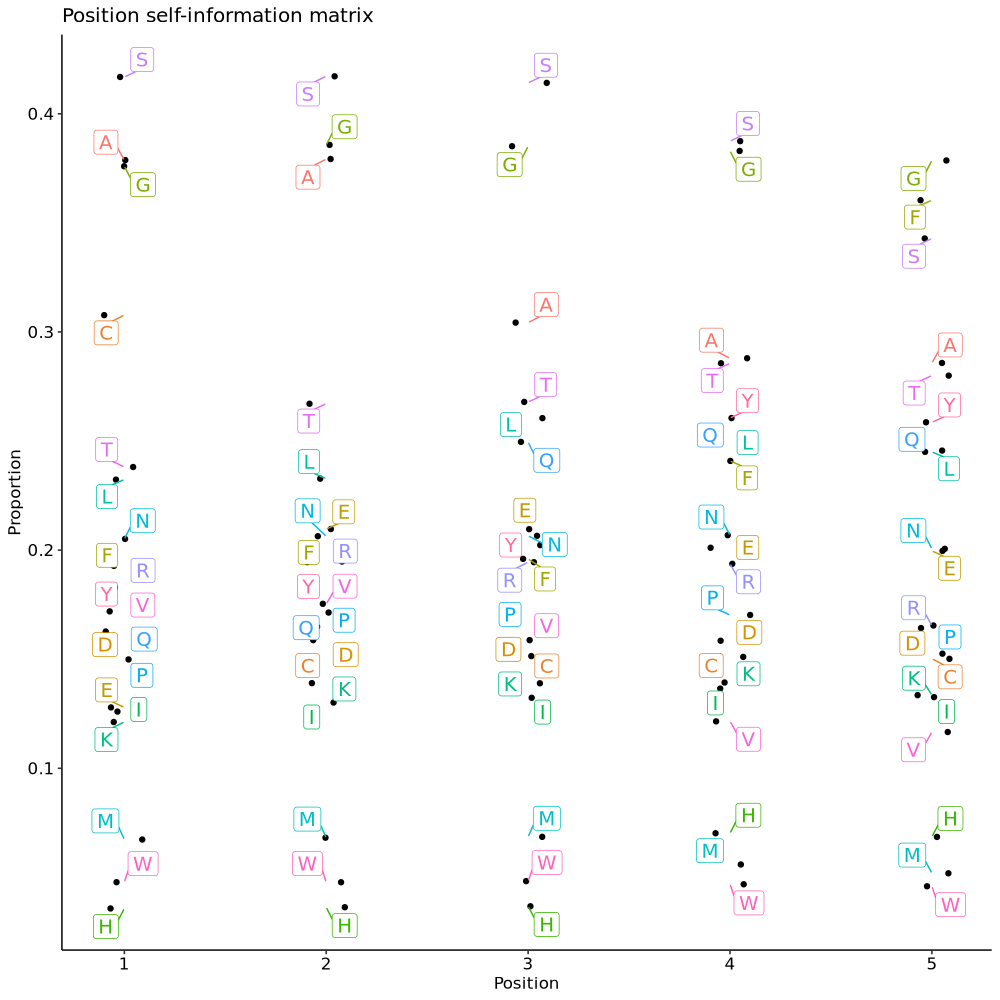 Position self-information matrix
Proportion
0.4
0.3
0.2
0.1
S
A
G
C
T
L
N
F
R
Y
V
D
Q
P
E
I
K
M
W
H
S
G
A
T
L
N
E
F
R
Y
V
Q
P
D
C
K
I
M
W
H
S
G
A
T
L
Q
E
Y
N
R
F
P
V
D
C
K
I
M
W
H
S
G
A
T
Y
Q
L
F
N
E
R
P
D
C
K
I
V
H
M
W
G
F
S
A
T
Y
Q
L
N
E
R
D
P
C
K
I
V
H
M
W
1 2 3 4 5
Position